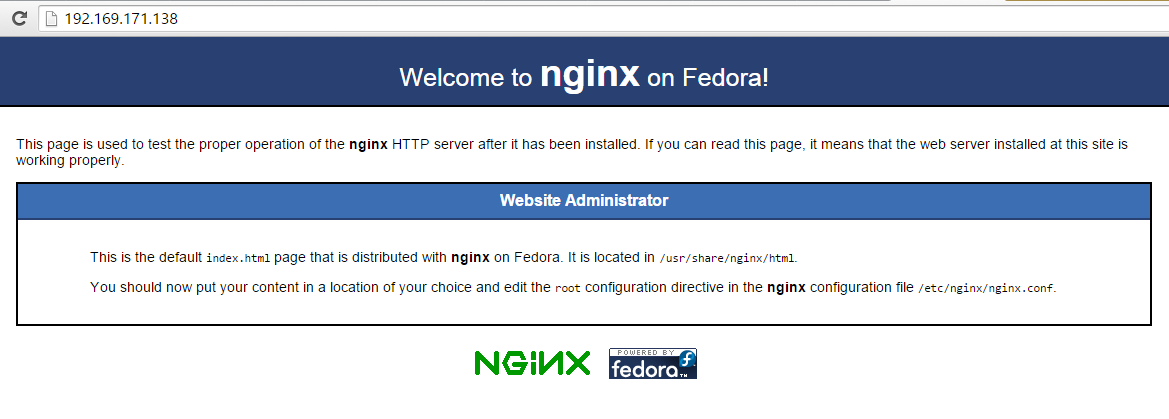 192.169.171.138
Welcome to nginx on Fedora!
This page is used to test the proper operation of the nginx HTTP server after it has been installed. If you can read this page, it means that the web server installed at this site is
working properly.
Website Administrator
This is the default index.html page that is distributed with nginx on Fedora. It is located in /usr/share/nginx/html.
You should now put your content in a location of your choice and edit the root configuration directive in the nginx configuration file /etc/nginx/nginx.conf.
NGiNX
POWERED BY
fedora™